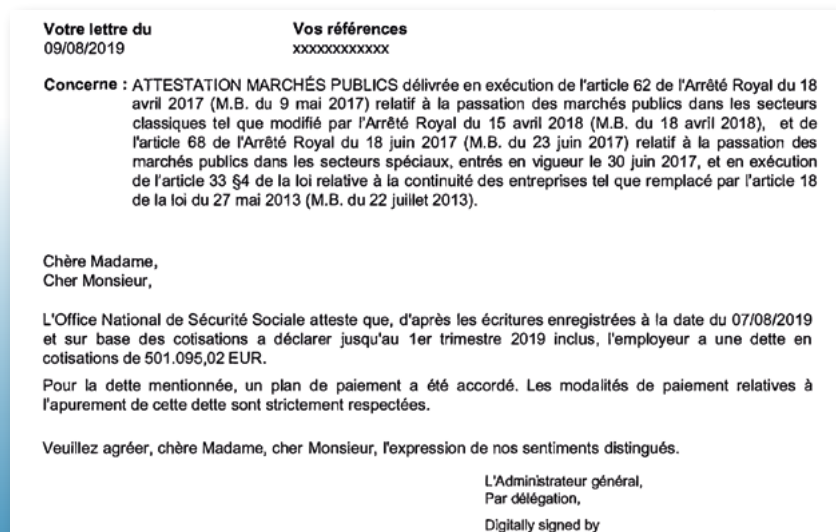 Votre lettre du Vos références
09/08/2019 xxxxxxxxxxxx
Concerne : ATTESTATION MARCHÉS PUBLICS délivrée en exécution de l'article 62 de l'Arrêté Royal du 18
avril 2017 (M.B. du 9 mai 2017) relatif à la passation des marchés publics dans les secteurs
classiques tel que modifié par l'Arrêté Royal du 15 avril 2018 (M.B. du 18 avril 2018), et de
l'article 68 de l'Arrêté Royal du 18 juin 2017 (M.B. du 23 juin 2017) relatif à la passation des
marchés publics dans les secteurs spéciaux, entrés en vigueur le 30 juin 2017, et en exécution
de l'article 33 §4 de la loi relative à la continuité des entreprises tel que remplacé par l'article 18
de la loi du 27 mai 2013 (M.B. du 22 juillet 2013).
Chère Madame,
Cher Monsieur,
L'Office National de Sécurité Sociale atteste que, d'après les écritures enregistrées à la date du 07/08/2019
et sur base des cotisations a déclarer jusqu'au 1er trimestre 2019 inclus, l'employeur a une dette en
cotisations de 501.095,02 EUR.
Pour la dette mentionnée, un plan de paiement a été accordé. Les modalités de paiement relatives à
l'apurement de cette dette sont strictement respectées.
Veuillez agréer, chère Madame, cher Monsieur, l'expression de nos sentiments distingués.
L'Administrateur général,
Par délégation,
Digitally signed by